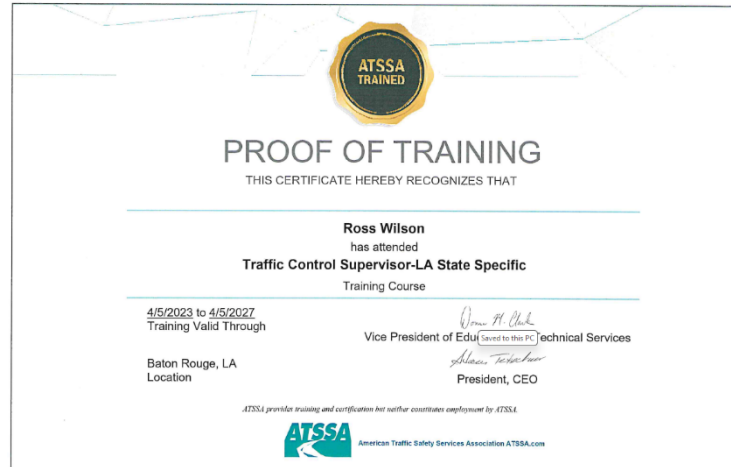 ATSSA
TRAINED
PROOF OF TRAINING
THIS CERTIFICATE HEREBY RECOGNIZES THAT
Ross Wilson
has attended
Traffic Control Supervisor-LA State Specific
Training Course
4/5/2023 to 4/5/2027
Training Valid Through
Donna H. Clark
Vice President of Edu
Saved to this PC
Technical Services
Baton Rouge, LA
Location
President, CEO
ATSSA provides training and certification but neither constitutes employment by ATSSA.
ATSSA
American Traffic Safety Services Association ATSSA.com